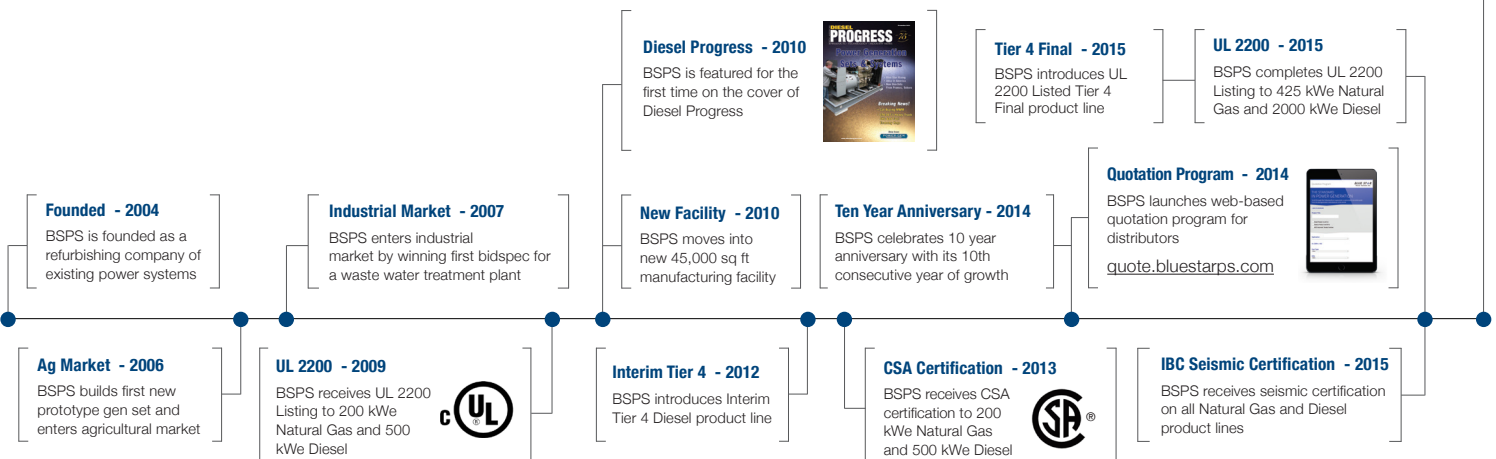 Diesel Progress - 2010
BSPS is featured for the
first time on the cover of
Diesel Progress
DIESEL
PROGRESS
75
Power Generation
Sets & Systems
Breaking News!
Tier 4 Final - 2015
BSPS introduces UL
2200 Listed Tier 4
Final product line
UL 2200 - 2015
BSPS completes UL 2200
Listing to 425 kWe Natural
Gas and 2000 kWe Diesel
Founded - 2004
BSPS is founded as a
refurbishing company of
existing power systems
Industrial Market - 2007
BSPS enters industrial
market by winning first bidspec for
a waste water treatment plant
New Facility - 2010
BSPS moves into
new 45,000 sq ft
manufacturing facility
Ten Year Anniversary - 2014
BSPS celebrates 10 year
anniversary with its 10th
consecutive year of growth
Quotation Program - 2014
BSPS launches web-based
quotation program for
distributors
quote.bluestarps.com
Ag Market - 2006
BSPS builds first new
prototype gen set and
enters agricultural market
UL 2200 - 2009
BSPS receives UL 2200
Listing to 200 kWe
Natural Gas and 500
kWe Diesel
c UL ®
Interim Tier 4 - 2012
BSPS introduces Interim
Tier 4 Diesel product line
CSA Certification - 2013
BSPS receives CSA
certification to 200
kWe Natural Gas
and 500 kWe Diesel
SA ®
IBC Seismic Certification - 2015
BSPS receives seismic certification
on all Natural Gas and Diesel
product lines